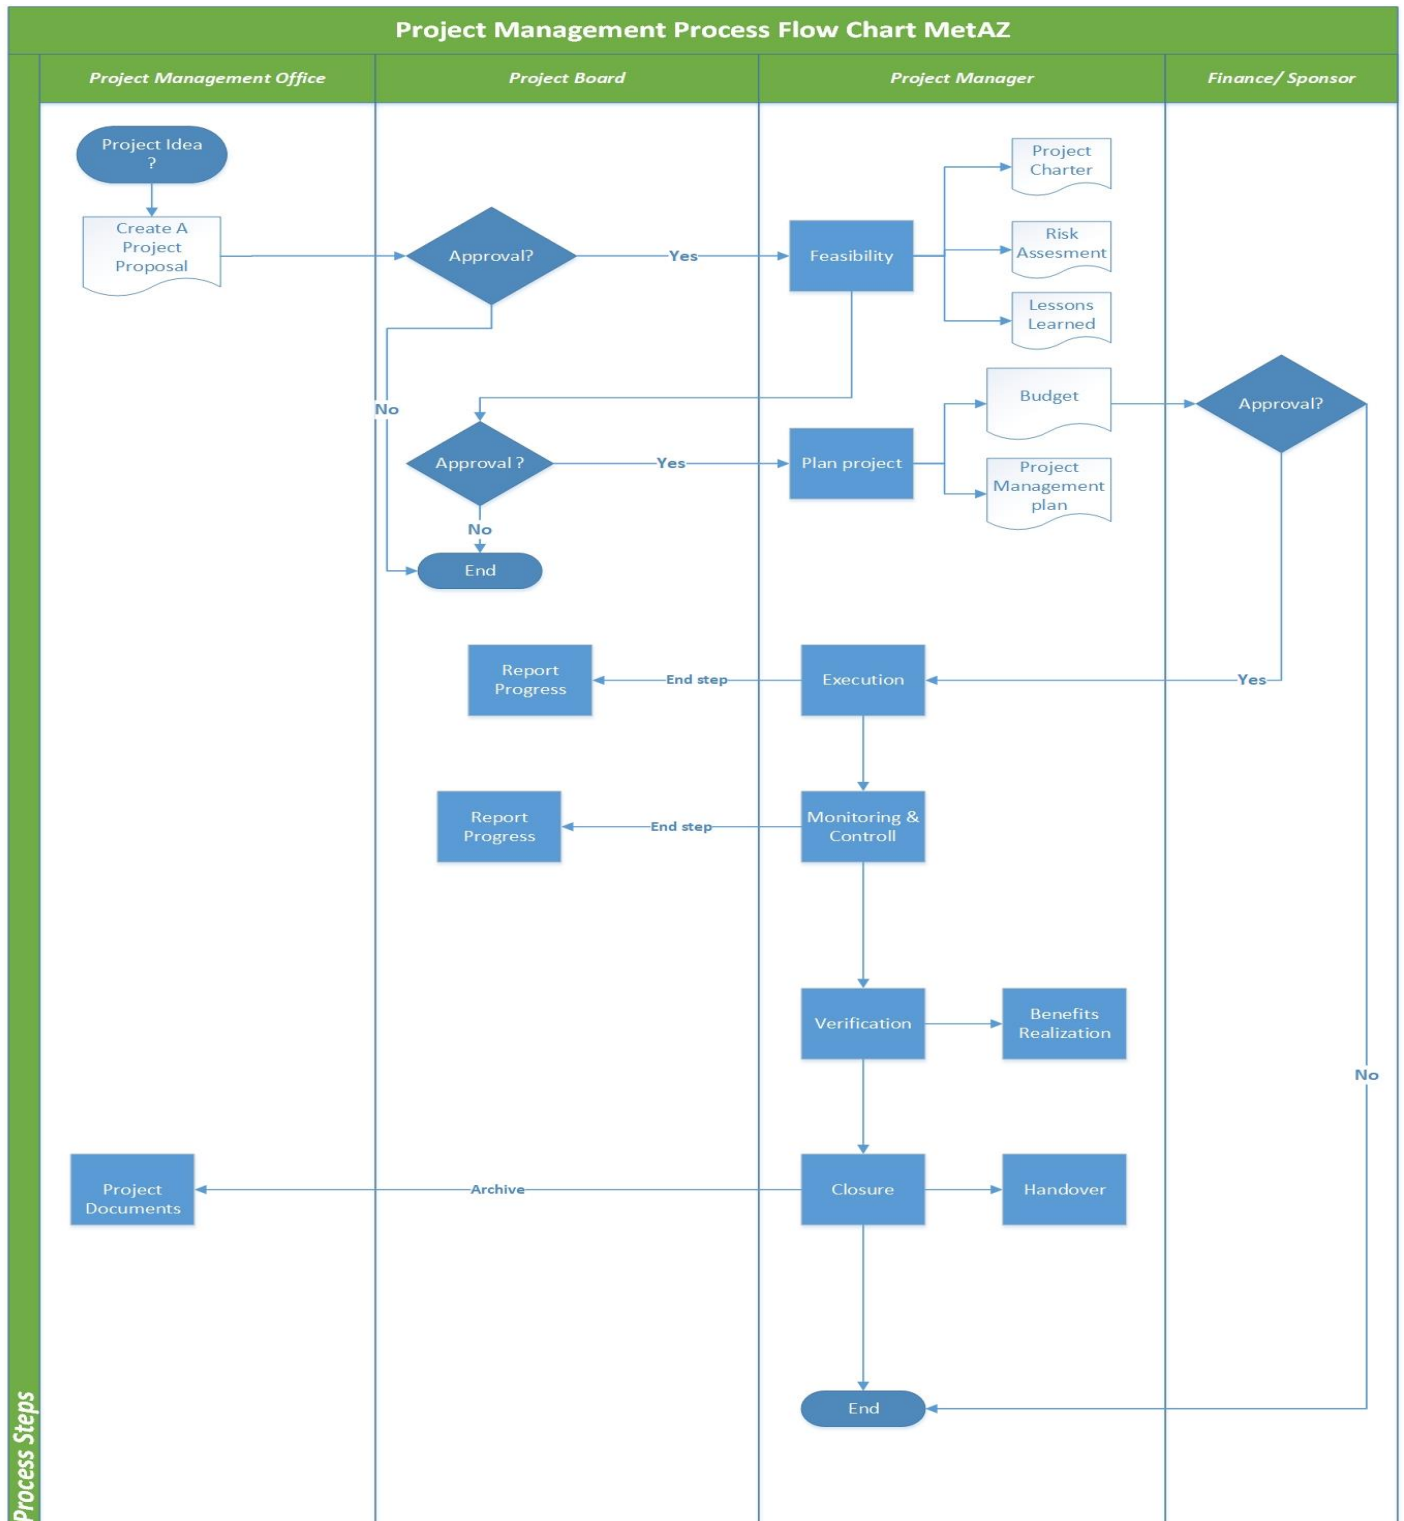 Project Management Process Flow Chart MetAZ
Project Management Office
Project Board
Project Manager
Finance/ Sponsor
Project Idea
?
Create A
Project
Proposal
Approval?
Yes
Feasibility
Project
Charter
Risk
Assesment
Lessons
Learned
No
Approval ?
Yes
Plan project
Budget
Project
Management
plan
Approval?
No
End
Report
Progress
End step
Execution
Yes
Report
Progress
End step
Monitoring &
Controll
Verification
Benefits
Realization
No
Project
Documents
Archive
Closure
Handover
End
Process Steps